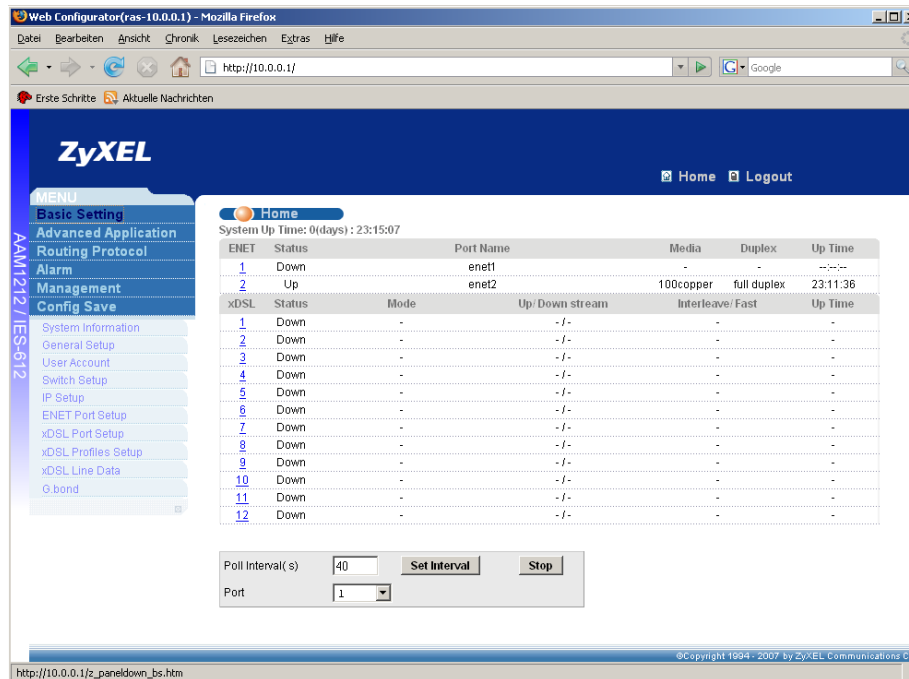 Web Configurator(ras-10.0.0.1) - Mozilla Firefox
Datei Bearbeiten Ansicht Chronik Lesezeichen Extras Hilfe
http://10.0.0.1/ Google
Erste Schritte Aktuelle Nachrichten
ZyXEL
Home Logout
MENU
Basic Setting
Advanced Application
Routing Protocol
Alarm
Management
Config Save
System Information
General Setup
User Account
Switch Setup
IP Setup
ENET Port Setup
xDSL Port Setup
xDSL Profiles Setup
xDSL Line Data
G.bond
AAM1212 / IES-612
Home
System Up Time: 0(days) : 23:15:07
ENET Status Port Name Media Duplex Up Time
1 Down enet1 - - --:--:--
2 Up enet2 100copper full duplex 23:11:36
xDSL Status Mode Up/Down stream Interleave/Fast Up Time
1 Down - - / - - -
2 Down - - / - - -
3 Down - - / - - -
4 Down - - / - - -
5 Down - - / - - -
6 Down - - / - - -
7 Down - - / - - -
8 Down - - / - - -
9 Down - - / - - -
10 Down - - / - - -
11 Down - - / - - -
12 Down - - / - - -
Poll Interval(s) 40 Set Interval Stop
Port 1
©Copyright 1994 - 2007 by ZyXEL Communications C
http://10.0.0.1/z_paneldown_bs.htm